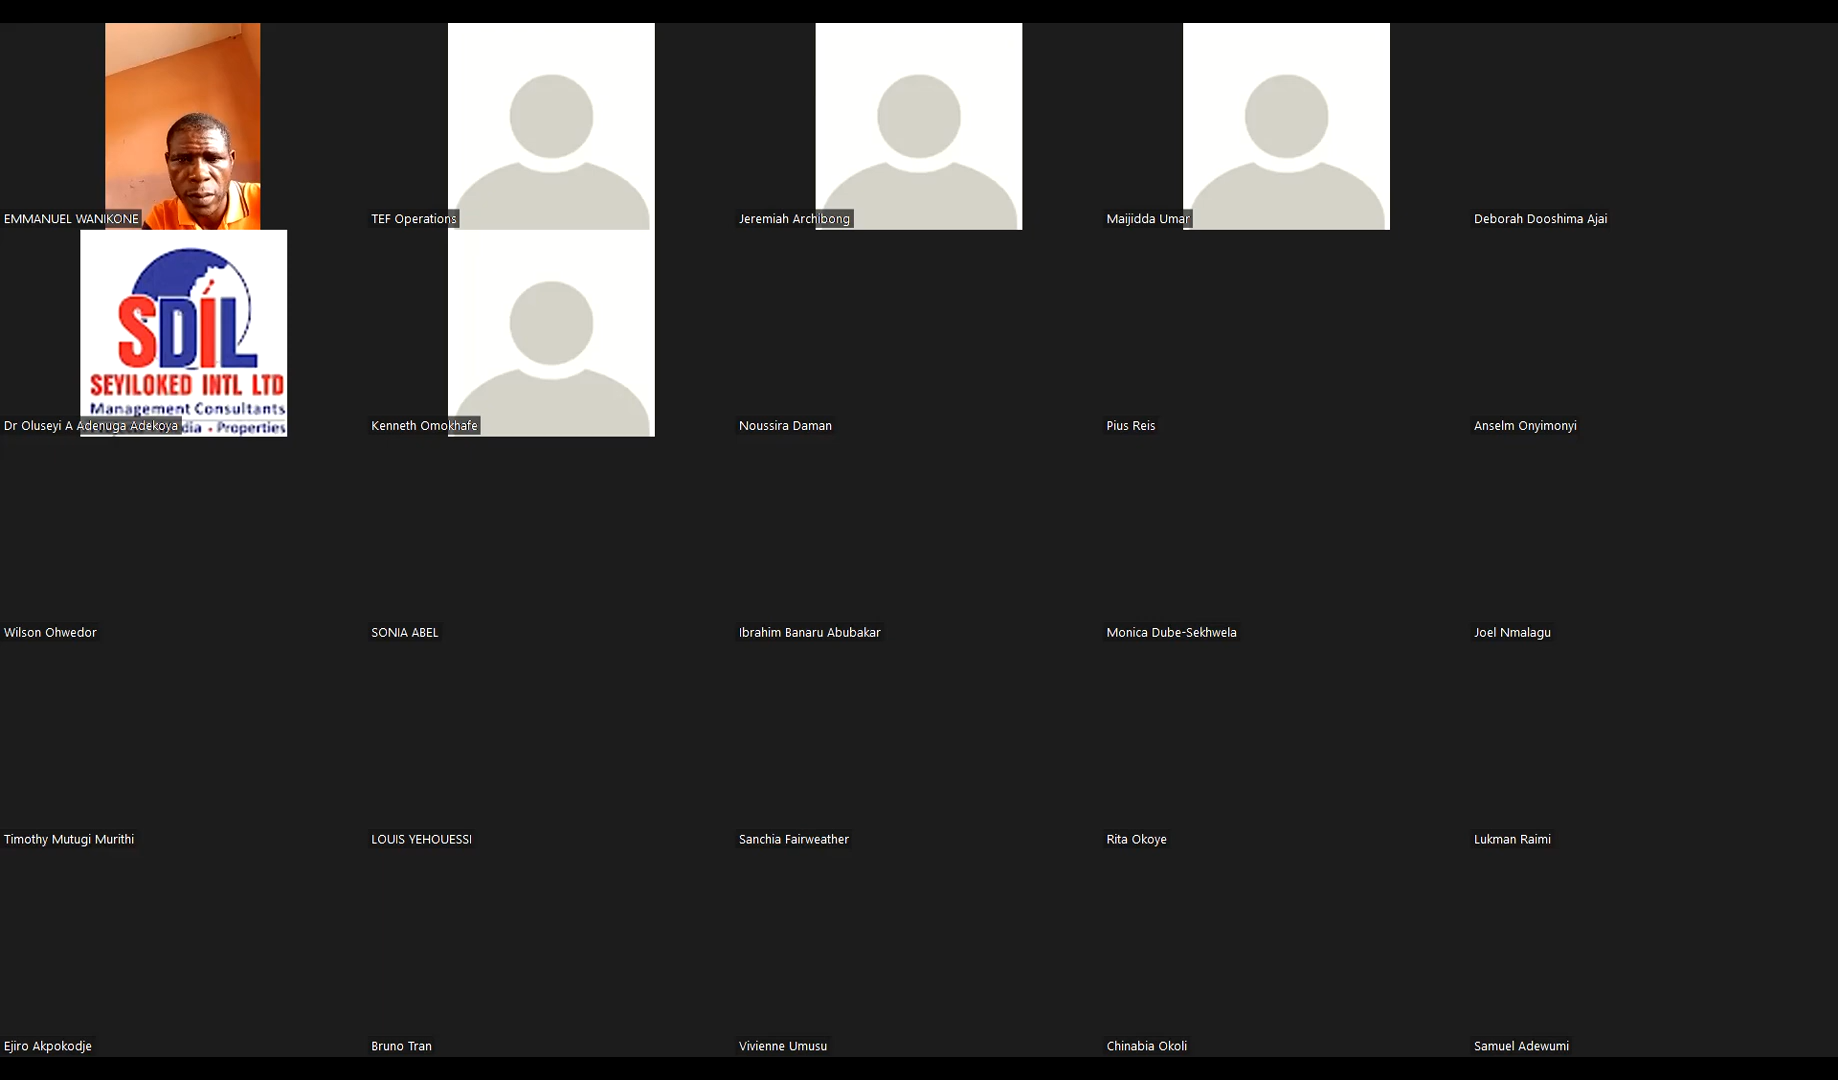 EMMANUEL WANIKONE
TEF Operations
Jeremiah Archibong
Maijidda Umar
Deborah Dooshima Ajai
SDIL
SEYILOKED INTL LTD
Management Consultants
dia • Properties
Dr Oluseyi A Adenuga Adekoya
Kenneth Omokhafe
Noussira Daman
Pius Reis
Anselm Onyimonyi
Wilson Ohwedor
SONIA ABEL
Ibrahim Banaru Abubakar
Monica Dube-Sekhwela
Joel Nmalagu
Timothy Mutugi Murithi
LOUIS YEHOUESSI
Sanchia Fairweather
Rita Okoye
Lukman Raimi
Ejiro Akpokodje
Bruno Tran
Vivienne Umusu
Chinabia Okoli
Samuel Adewumi